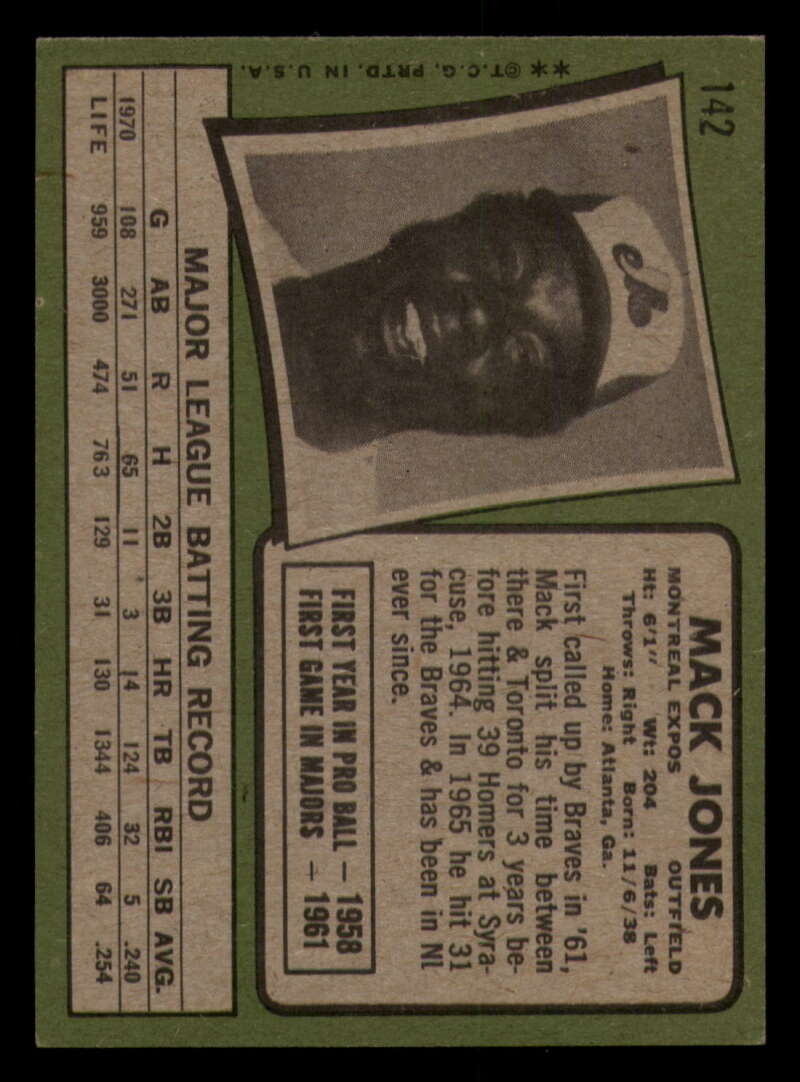 142
**©T.C.G. PRTD. IN U.S.A.
e
MACK JONES
MONTREAL EXPOS OUTFIELD
Ht: 6'1" Wt: 204 Bats: Left
Throws: Right Born: 11/6/38
Home: Atlanta, Ga.
First called up by Braves in '61,
Mack split his time between
there & Toronto for 3 years be-
fore hitting 39 Homers at Syra-
cuse, 1964. In 1965 he hit 31
for the Braves & has been in NL
ever since.
FIRST YEAR IN PRO BALL — 1958
FIRST GAME IN MAJORS — 1961
MAJOR LEAGUE BATTING RECORD
G AB R H 2B 3B HR TB RBI SB AVG.
1970 108 271 51 65 11 3 14 124 32 5 .240
LIFE 959 3000 474 763 129 31 130 1344 406 64 .254